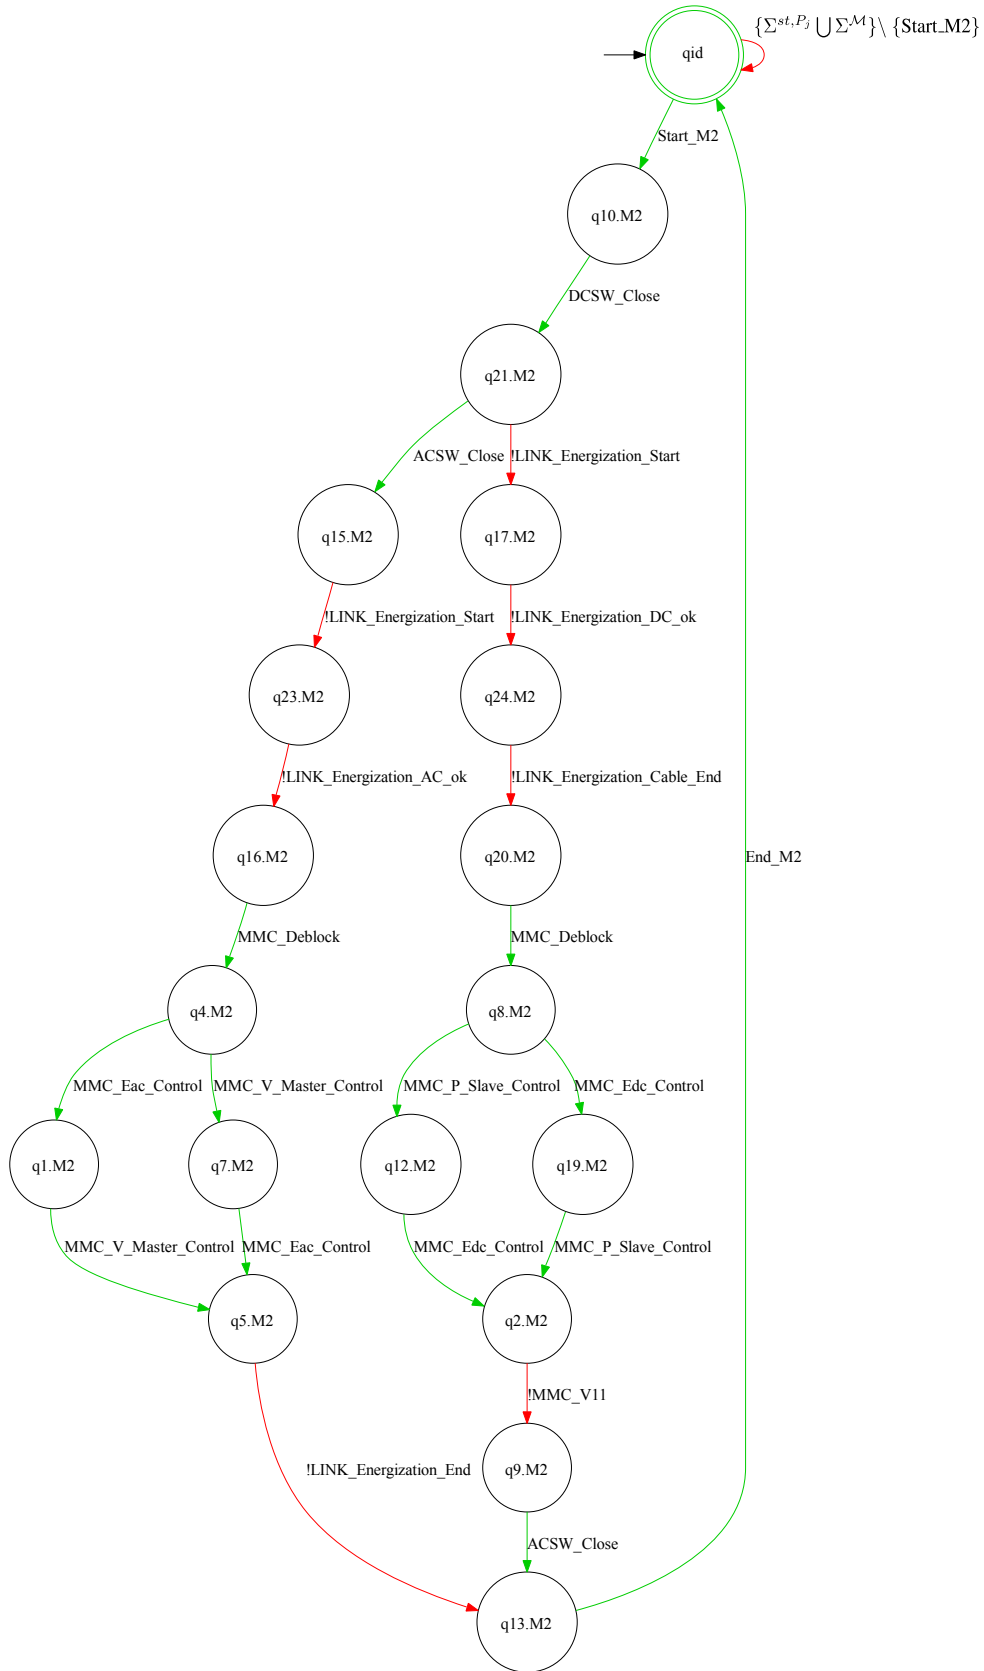 {Σ^{st,P_j} ⋃ Σ^ℳ}\ {Start_M2}
qid
Start_M2
q10.M2
DCSW_Close
q21.M2
ACSW_Close !LINK_Energization_Start
q15.M2 q17.M2
!LINK_Energization_Start !LINK_Energization_DC_ok
q23.M2 q24.M2
!LINK_Energization_AC_ok !LINK_Energization_Cable_End
q16.M2 q20.M2 End_M2
MMC_Deblock MMC_Deblock
q4.M2 q8.M2
MMC_Eac_Control MMC_V_Master_Control MMC_P_Slave_Control MMC_Edc_Control
q1.M2 q7.M2 q12.M2 q19.M2
MMC_V_Master_Control MMC_Eac_Control MMC_Edc_Control MMC_P_Slave_Control
q5.M2 q2.M2
!MMC_V11
!LINK_Energization_End q9.M2
ACSW_Close
q13.M2